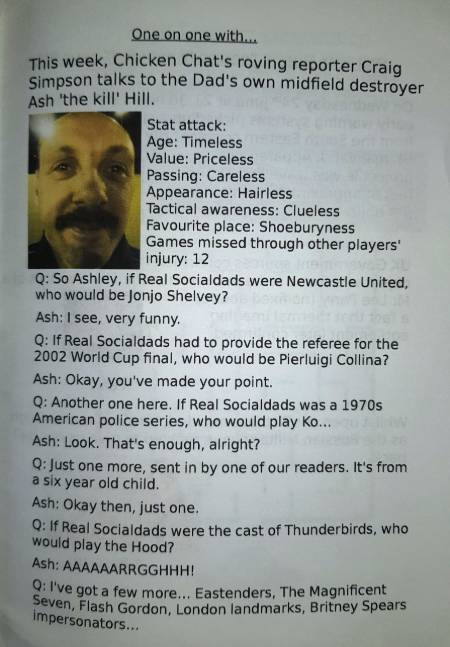 One on one with...
This week, Chicken Chat's roving reporter Craig
Simpson talks to the Dad's own midfield destroyer
Ash 'the kill' Hill.
Stat attack:
Age: Timeless
Value: Priceless
Passing: Careless
Appearance: Hairless
Tactical awareness: Clueless
Favourite place: Shoeburyness
Games missed through other players'
injury: 12
Q: So Ashley, if Real Socialdads were Newcastle United,
who would be Jonjo Shelvey?
Ash: I see, very funny.
Q: If Real Socialdads had to provide the referee for the
2002 World Cup final, who would be Pierluigi Collina?
Ash: Okay, you've made your point.
Q: Another one here. If Real Socialdads was a 1970s
American police series, who would play Ko...
Ash: Look. That's enough, alright?
Q: Just one more, sent in by one of our readers. It's from
a six year old child.
Ash: Okay then, just one.
Q: If Real Socialdads were the cast of Thunderbirds, who
would play the Hood?
Ash: AAAAAARRGGHHH!
Q: I've got a few more... Eastenders, The Magnificent
Seven, Flash Gordon, London landmarks, Britney Spears
impersonators...